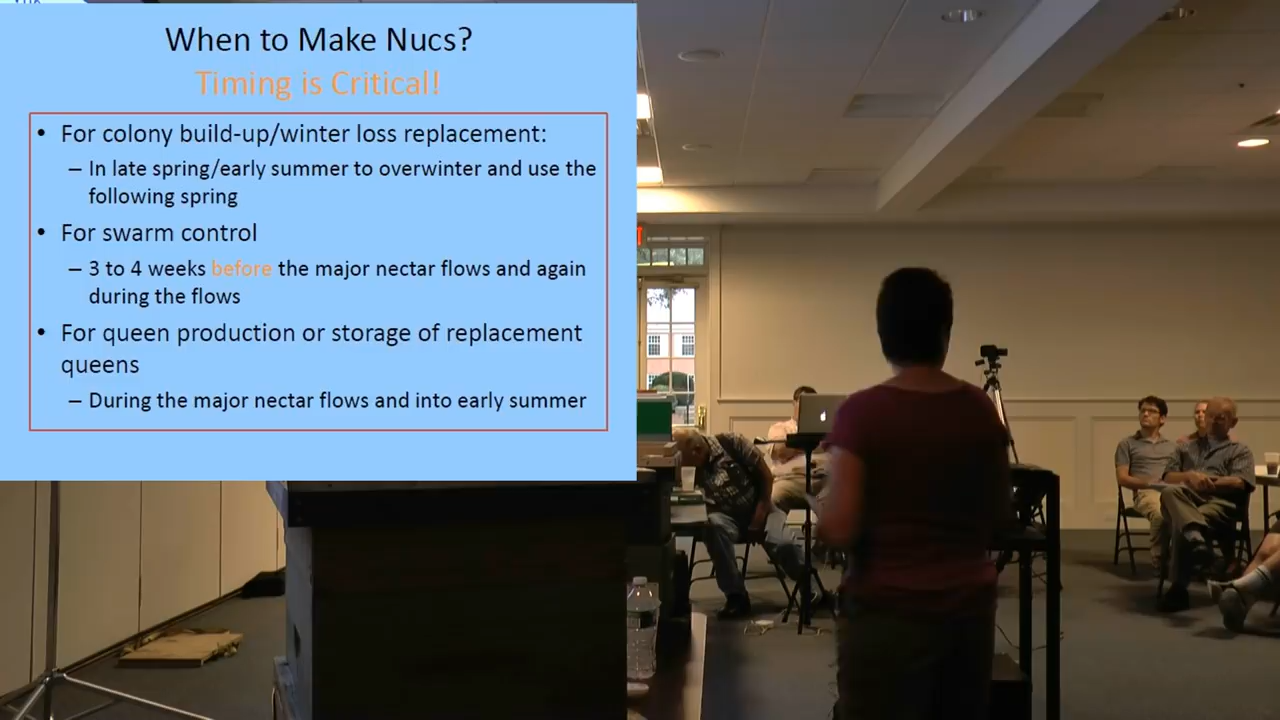 When to Make Nucs?
Timing is Critical!
• For colony build-up/winter loss replacement:
– In late spring/early summer to overwinter and use the
following spring
• For swarm control
– 3 to 4 weeks before the major nectar flows and again
during the flows
• For queen production or storage of replacement
queens
– During the major nectar flows and into early summer